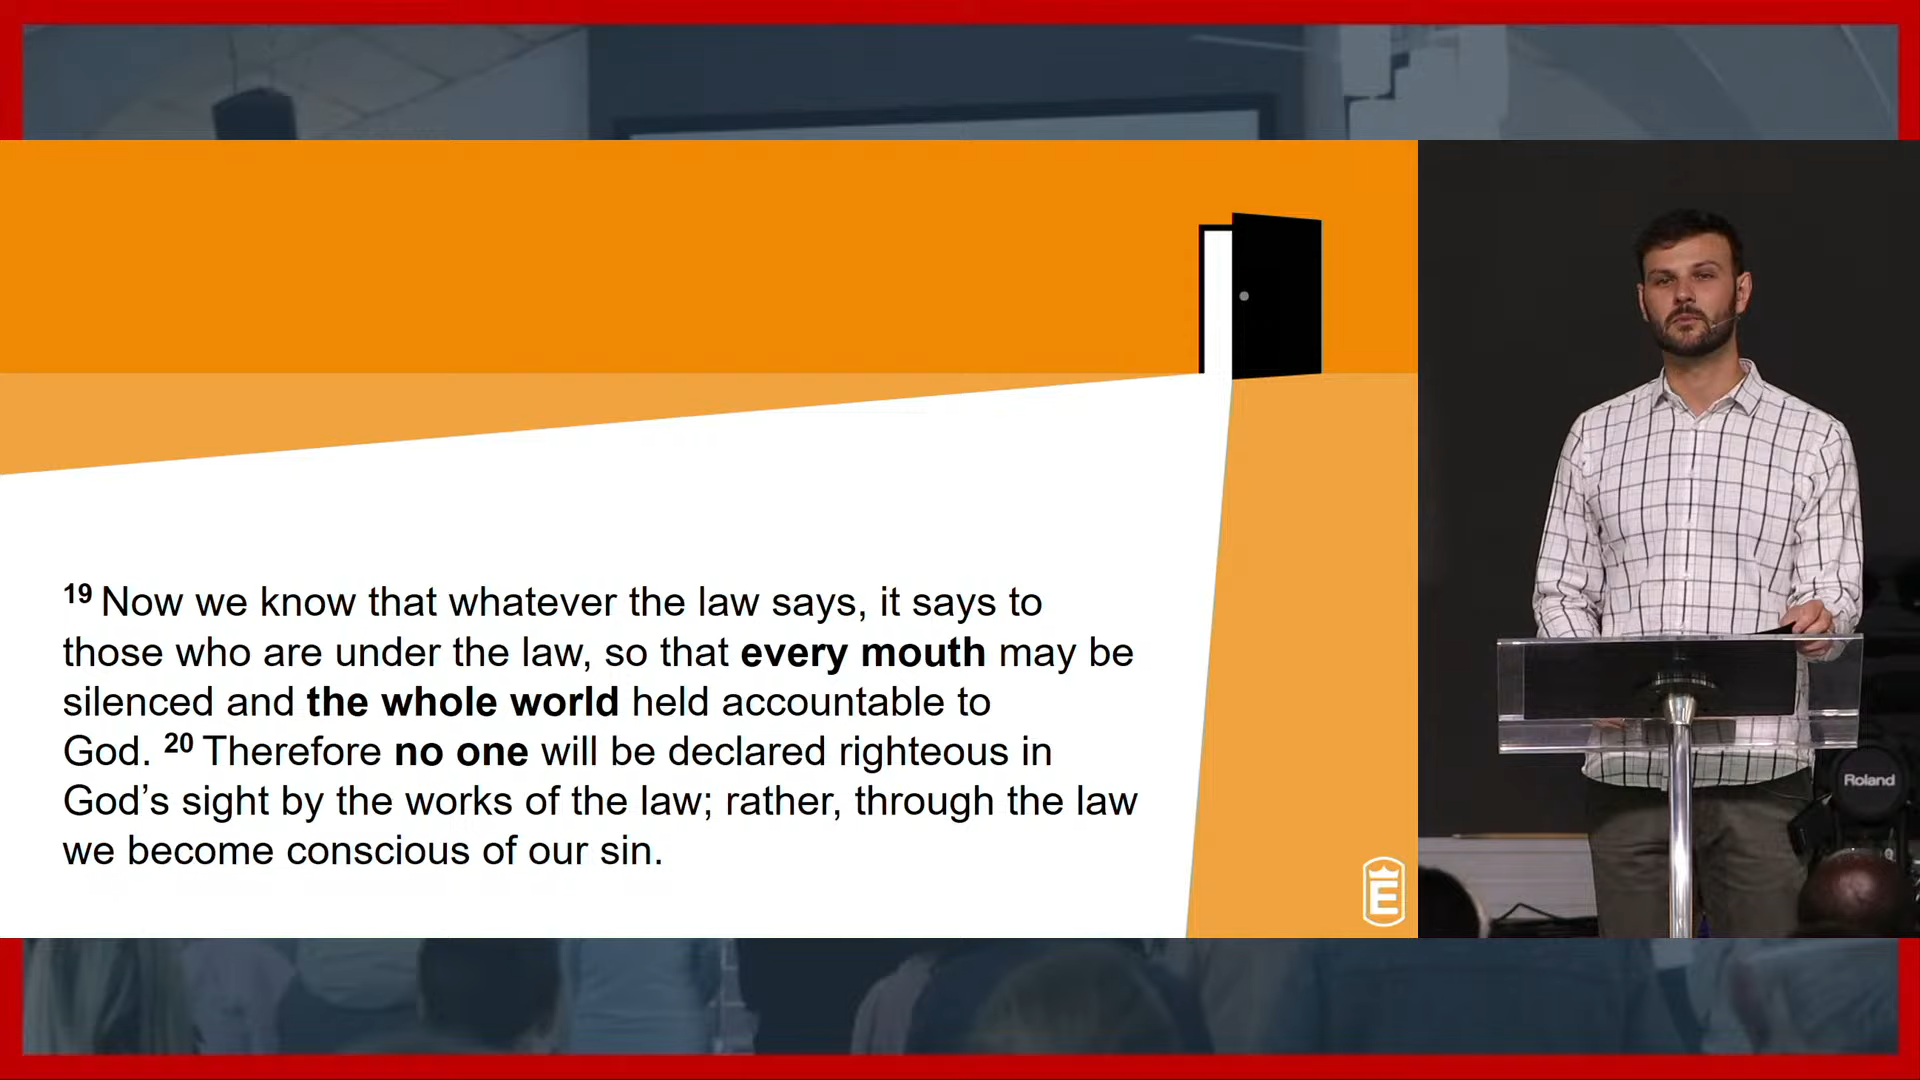 19 Now we know that whatever the law says, it says to
those who are under the law, so that every mouth may be
silenced and the whole world held accountable to
God. 20 Therefore no one will be declared righteous in
God’s sight by the works of the law; rather, through the law
we become conscious of our sin.
E
Roland